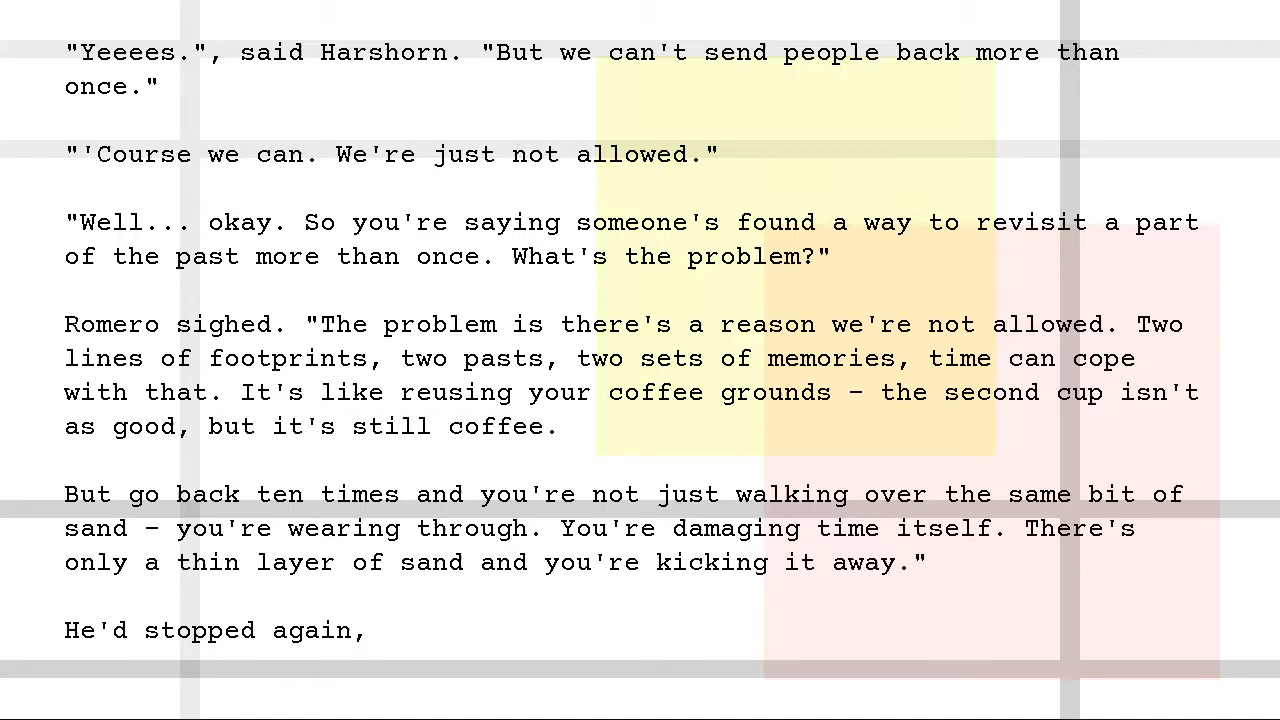 "Yeeees.", said Harshorn. "But we can't send people back more than
once."
"'Course we can. We're just not allowed."
"Well... okay. So you're saying someone's found a way to revisit a part
of the past more than once. What's the problem?"
Romero sighed. "The problem is there's a reason we're not allowed. Two
lines of footprints, two pasts, two sets of memories, time can cope
with that. It's like reusing your coffee grounds – the second cup isn't
as good, but it's still coffee.
But go back ten times and you're not just walking over the same bit of
sand – you're wearing through. You're damaging time itself. There's
only a thin layer of sand and you're kicking it away."
He'd stopped again,